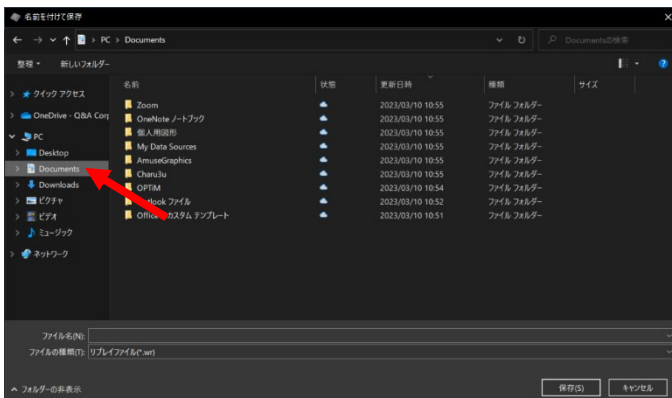 名前を付けて保存
PC > Documents
Documentsの検索
整理 新しいフォルダー
名前 状態 更新日時 種類 サイズ
クイック アクセス
OneDrive - Q&A Corp
PC
Desktop
Documents
Downloads
ピクチャ
ビデオ
ミュージック
ネットワーク
Zoom 2023/03/10 10:55 ファイル フォルダー
OneNote ノートブック 2023/03/10 10:55 ファイル フォルダー
個人用図形 2023/03/10 10:55 ファイル フォルダー
My Data Sources 2023/03/10 10:55 ファイル フォルダー
AmuseGraphics 2023/03/10 10:55 ファイル フォルダー
Charu3u 2023/03/10 10:55 ファイル フォルダー
OPTiM 2023/03/10 10:54 ファイル フォルダー
ファイル 2023/03/10 10:52 ファイル フォルダー
Office カスタム テンプレート 2023/03/10 10:51 ファイル フォルダー
ファイル名(N):
ファイルの種類(T): リプレイファイル(*.wr)
フォルダーの非表示
保存(S) キャンセル